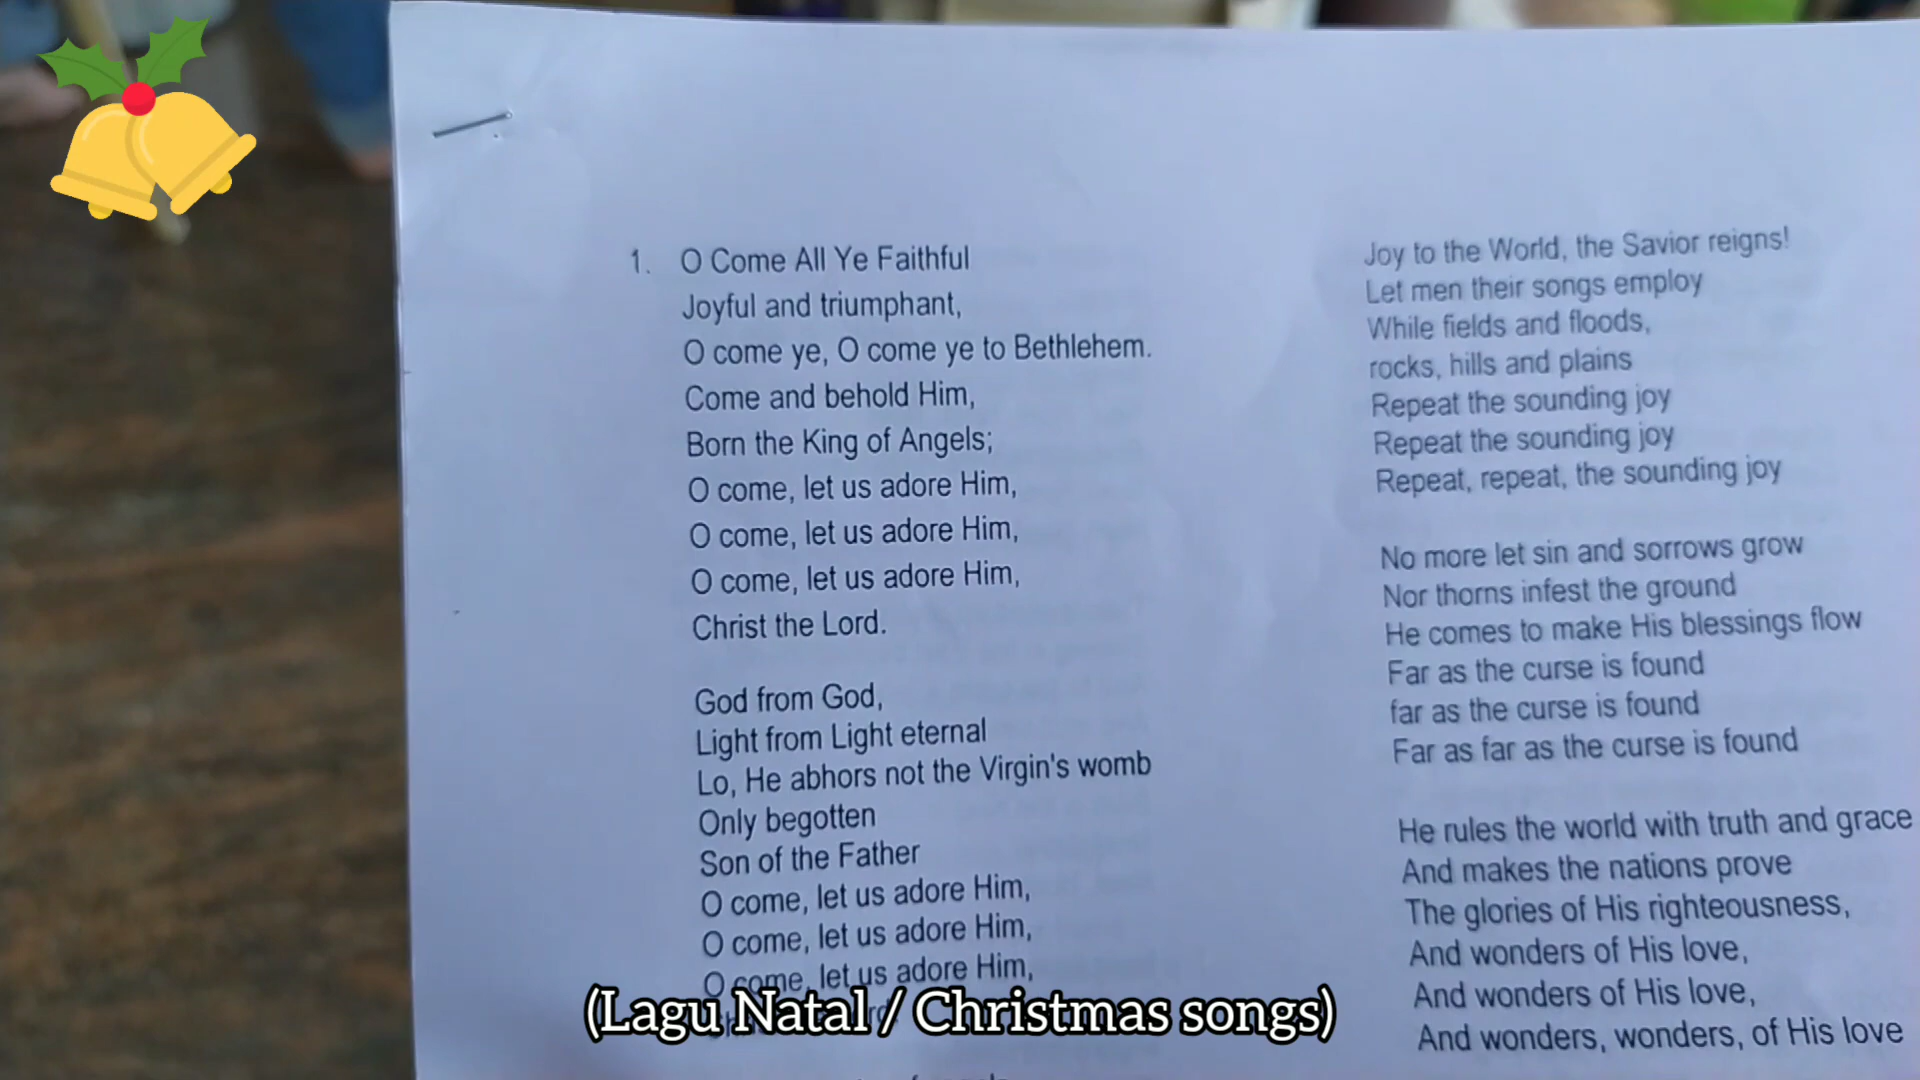 1. O Come All Ye Faithful
Joyful and triumphant,
O come ye, O come ye to Bethlehem.
Come and behold Him,
Born the King of Angels;
O come, let us adore Him,
O come, let us adore Him,
O come, let us adore Him,
Christ the Lord.
God from God,
Light from Light eternal
Lo, He abhors not the Virgin's womb
Only begotten
Son of the Father
O come, let us adore Him,
O come, let us adore Him,
O come, let us adore Him,
Joy to the World, the Savior reigns!
Let men their songs employ
While fields and floods,
rocks, hills and plains
Repeat the sounding joy
Repeat the sounding joy
Repeat, repeat, the sounding joy
No more let sin and sorrows grow
Nor thorns infest the ground
He comes to make His blessings flow
Far as the curse is found
far as the curse is found
Far as far as the curse is found
He rules the world with truth and grace
And makes the nations prove
The glories of His righteousness,
And wonders of His love,
And wonders of His love,
And wonders, wonders, of His love
(Lagu Natal / Christmas songs)